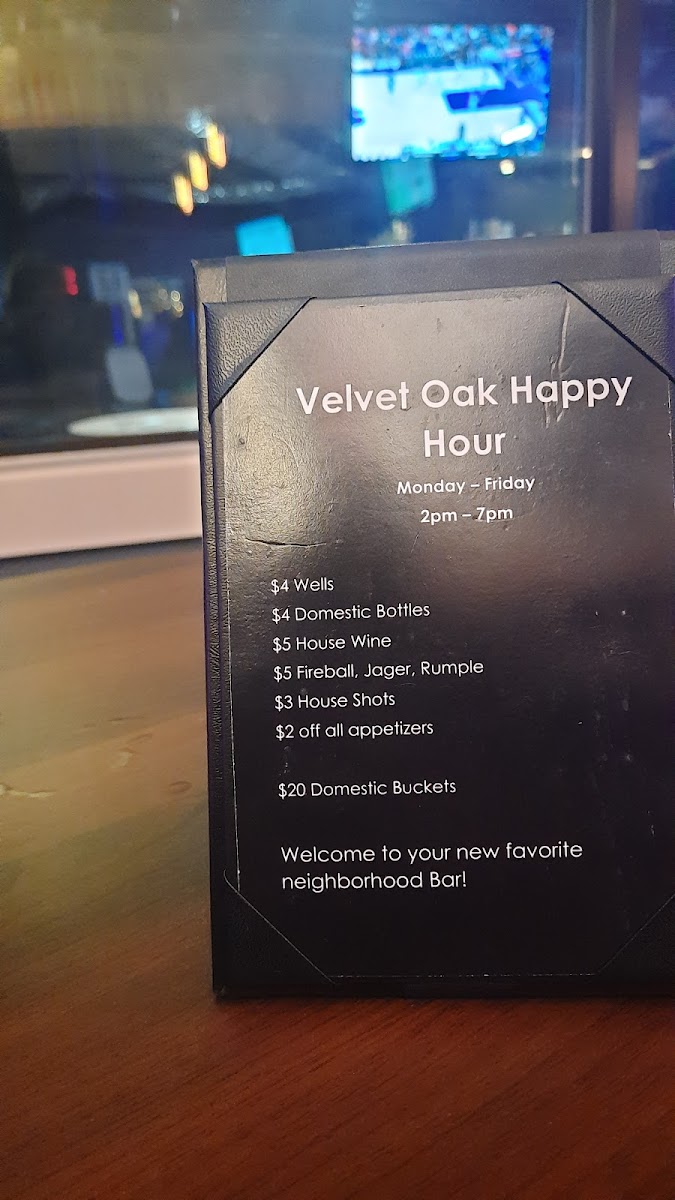 Velvet Oak Happy
Hour
Monday – Friday
2pm – 7pm
$4 Wells
$4 Domestic Bottles
$5 House Wine
$5 Fireball, Jager, Rumple
$3 House Shots
$2 off all appetizers
$20 Domestic Buckets
Welcome to your new favorite
neighborhood Bar!